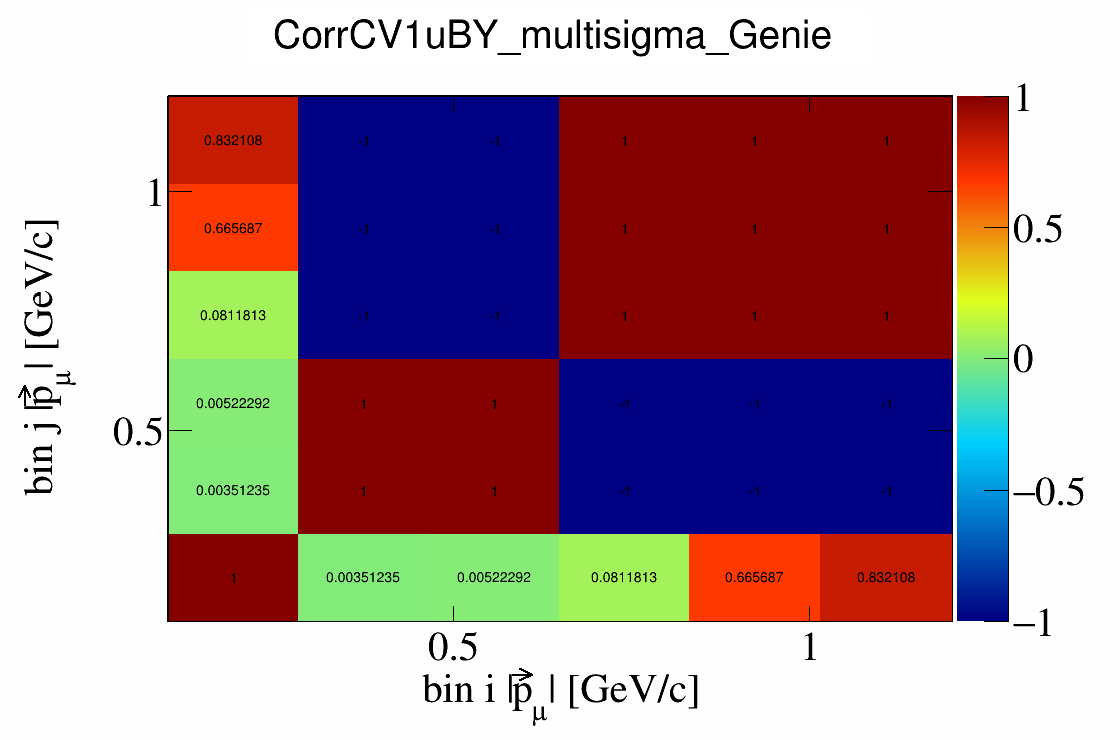 CorrCV1uBY_multisigma_Genie
0.832108 -1 -1 1 1 1
0.665687 -1 -1 1 1 1
0.0811813 -1 -1 1 1 1
0.00522292 1 1 -1 -1 -1
0.00351235 1 1 -1 -1 -1
1 0.00351235 0.00522292 0.0811813 0.665687 0.832108
1
0.5
bin j |p⃗μ| [GeV/c]
0.5 1
bin i |p⃗μ| [GeV/c]
1
0.5
0
−0.5
−1